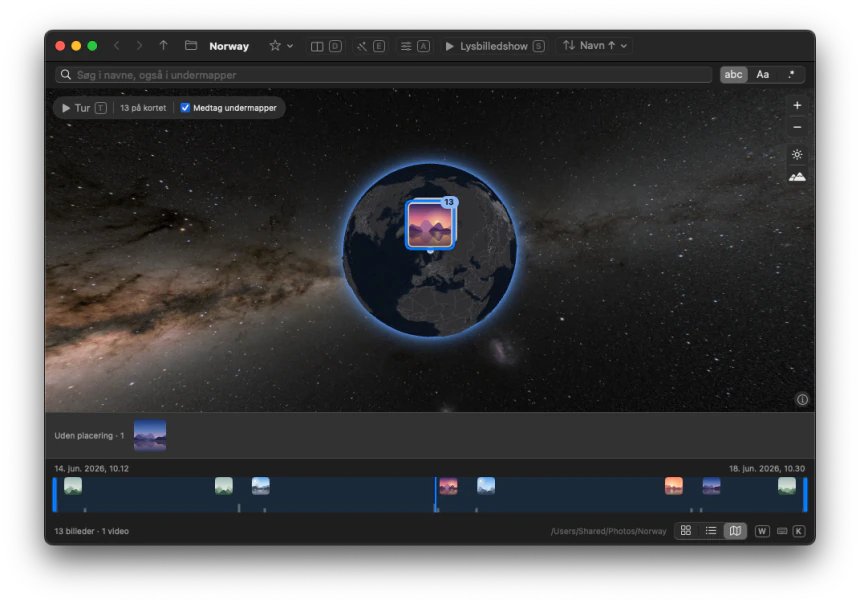 Norway
D
E
A
Lysbilledshow S
Navn
Søg i navne, også i undermapper
abc Aa .*
Tur T 13 på kortet Medtag undermapper
13
Uden placering · 1
14. jun. 2026, 10.12 18. jun. 2026, 10.30
13 billeder · 1 video /Users/Shared/Photos/Norway W K